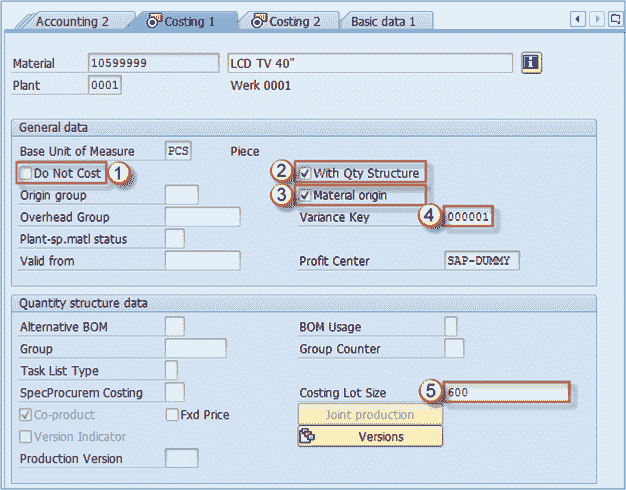 Accounting 2 Costing 1 Costing 2 Basic data 1
Material 10599999 LCD TV 40"
Plant 0001 Werk 0001
General data
Base Unit of Measure PCS Piece
Do Not Cost 1 2 With Qty Structure
Origin group 3 Material origin
Overhead Group Variance Key 4 000001
Plant-sp.matl status
Valid from Profit Center SAP-DUMMY
Quantity structure data
Alternative BOM BOM Usage
Group Group Counter
Task List Type
SpecProcurem Costing Costing Lot Size 5 600
Co-product Fxd Price Joint production
Version Indicator Versions
Production Version